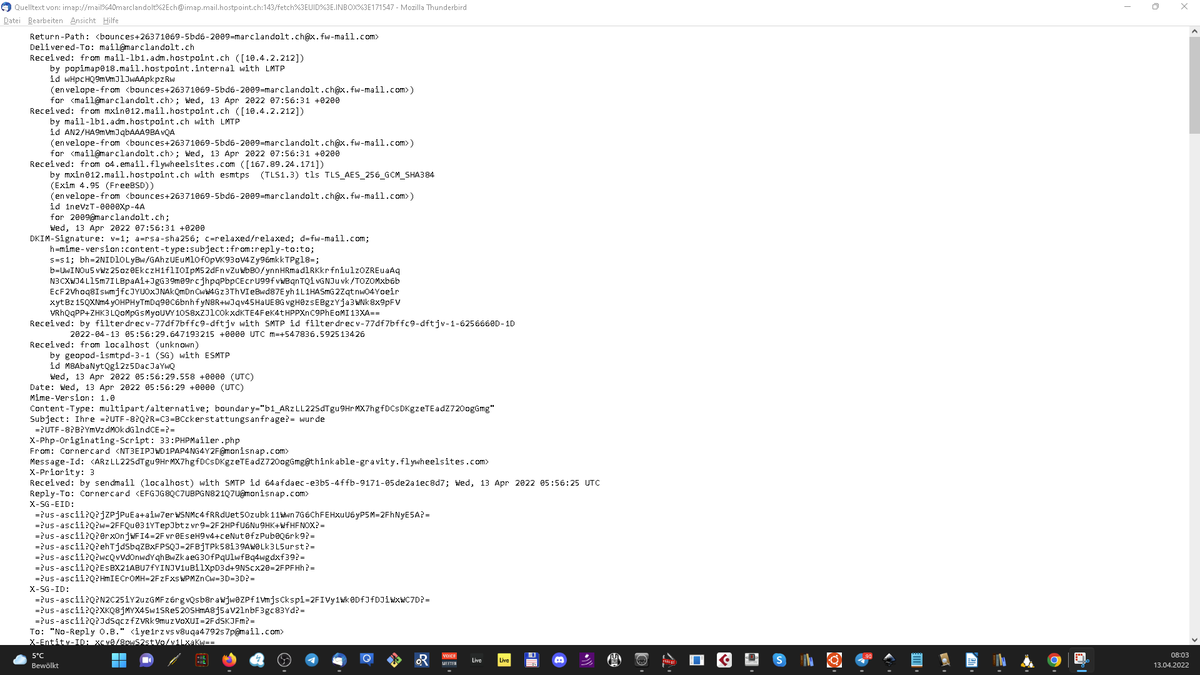 Quelltext von: imap://mail%40marclandolt%2Ech@imap.mail.hostpoint.ch:143/fetch%3EUID%3E.INBOX%3E171547 - Mozilla Thunderbird
Datei Bearbeiten Ansicht Hilfe
Return-Path: <bounces+26371069-5bd6-2009=marclandolt.ch@x.fw-mail.com>
Delivered-To: mail@marclandolt.ch
Received: from mail-lb1.adm.hostpoint.ch ([10.4.2.212])
by popimap018.mail.hostpoint.internal with LMTP
id wHpcHQ9mVmJlJwAApkpzRw
(envelope-from <bounces+26371069-5bd6-2009=marclandolt.ch@x.fw-mail.com>)
for <mail@marclandolt.ch>; Wed, 13 Apr 2022 07:56:31 +0200
Received: from mxin012.mail.hostpoint.ch ([10.4.2.212])
by mail-lb1.adm.hostpoint.ch with LMTP
id AN2/HA9mVmJqbAAA9BAvQA
(envelope-from <bounces+26371069-5bd6-2009=marclandolt.ch@x.fw-mail.com>)
for <mail@marclandolt.ch>; Wed, 13 Apr 2022 07:56:31 +0200
Received: from o4.email.flywheelsites.com ([167.89.24.171])
by mxin012.mail.hostpoint.ch with esmtps (TLS1.3) tls TLS_AES_256_GCM_SHA384
(Exim 4.95 (FreeBSD))
(envelope-from <bounces+26371069-5bd6-2009=marclandolt.ch@x.fw-mail.com>)
id 1neVzT-0000Xp-4A
for 2009@marclandolt.ch;
Wed, 13 Apr 2022 07:56:31 +0200
DKIM-Signature: v=1; a=rsa-sha256; c=relaxed/relaxed; d=fw-mail.com;
h=mime-version:content-type:subject:from:reply-to:to;
s=s1; bh=2NIDlOLyBw/GAhzUEuMlOfOpVK93oV4Zy96mkkTPgl8=;
b=UwINOu5vWz25oz0EkczH1flIOIpM52dFnvZuWbBO/ynnHRmadlRKkrfniulzOZREuaAq
N3CXWJ4Ll5m7ILBpaAi+JgG39m09rcjhpqPbpCEcrU99fvWBqnTQivGNJuvk/TOZOMxb6b
EcF2Vhoq8IswmjfcJYUOxJNAkQmDnCwW4Gz3ThVIeBwd87Eyh1L1HASmG2ZqtnwO4Yoeir
xytBz15QXNm4yOHPHyTmDq90C6bnhfyN8R+wJqv45HaUE8GvgH0zsEBgzYja3WNk8x9pFV
VRhQqPP+ZHK3LQoMpGsMyoUVY1OS8xZJlCOkxdKTE4FeK4tHPPXnC9PhEoMI13XA==
Received: by filterdrecv-77df7bffc9-dftjv with SMTP id filterdrecv-77df7bffc9-dftjv-1-6256660D-1D
2022-04-13 05:56:29.647193215 +0000 UTC m=+547836.592513426
Received: from localhost (unknown)
by geopod-ismtpd-3-1 (SG) with ESMTP
id M8AbaNytQgi2z5DacJaYwQ
Wed, 13 Apr 2022 05:56:29.558 +0000 (UTC)
Date: Wed, 13 Apr 2022 05:56:29 +0000 (UTC)
Mime-Version: 1.0
Content-Type: multipart/alternative; boundary="b1_ARzLL22SdTgu9HrMX7hgfDCsDKgzeTEadZ72OogGmg"
Subject: Ihre =?UTF-8?Q?R=C3=BCckerstattungsanfrage?= wurde
=?UTF-8?B?YmVzdMOkdGlndCE=?=
X-Php-Originating-Script: 33:PHPMailer.php
From: Cornercard <NT3EIPJWD1PAP4NG4Y2F@monisnap.com>
Message-Id: <ARzLL22SdTgu9HrMX7hgfDCsDKgzeTEadZ72OogGmg@thinkable-gravity.flywheelsites.com>
X-Priority: 3
Received: by sendmail (localhost) with SMTP id 64afdaec-e3b5-4ffb-9171-05de2a1ec8d7; Wed, 13 Apr 2022 05:56:25 UTC
Reply-To: Cornercard <EFGJG8QC7UBPGN821Q7U@monisnap.com>
X-SG-EID:
=?us-ascii?Q?jZPjPuEa+aiw7erWSNMc4fRRdUet5Ozubk11Wwn7G6ChFEHxuU6yP5M=2FhNyE5A?=
=?us-ascii?Q?w=2FFQu031YTepJbtzvr9=2F2HPfU6Nu9HK+WfHFNOX?=
=?us-ascii?Q?0rxOnjWFI4=2Fvr0EseH9v4+ceNut0fzPub0Q6rk9?=
=?us-ascii?Q?ehTjdSbqZBxFPSQJ=2FBjTPk58i39AW0Lk3L5urst?=
=?us-ascii?Q?wcQvVdOnwdYqhBwZkaeG3OfPqUlwfBq4wgdxf39?=
=?us-ascii?Q?EsBX21ABU7fYINJV1uBilXpD3d+9NScx20=2FPFHh?=
=?us-ascii?Q?HmIECrOMH=2FzFxsWPMZnCw=3D=3D?=
X-SG-ID:
=?us-ascii?Q?N2C25iY2uzGMFz6rgvQsb8raWjw0ZPf1VmjsCkspi=2FIVy1Wk0DfJfDJiWxWC7D?=
=?us-ascii?Q?XKQ8jMYX45w1SRe52OSHmA8j5aV2lnbF3gc83Yd?=
=?us-ascii?Q?JdSqczfZVRk9muzVoXUI=2FdSKJFm?=
To: "No-Reply O.B." <iyeirzvsv8uqa4792s7p@mail.com>
X-Entity-ID: xcv0/8pwS2stVo/v1LxaKw==
5°C
Bewölkt
Live
Live
08:03
13.04.2022